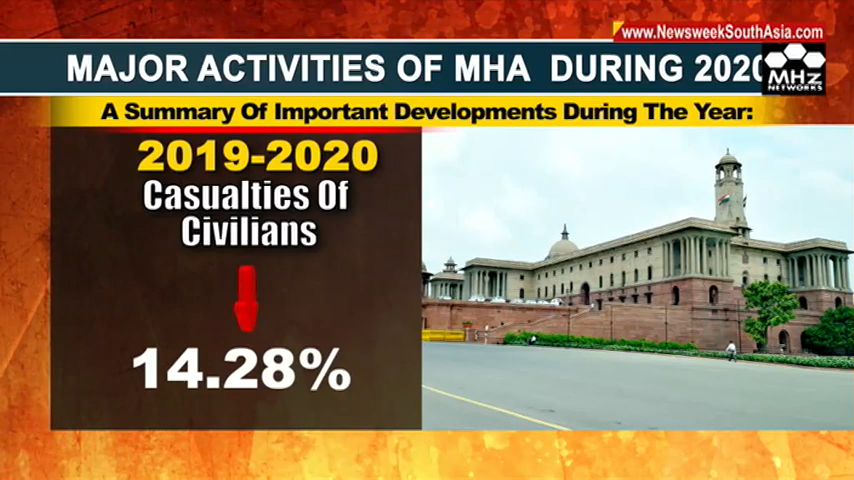 www.NewsweekSouthAsia.com
MAJOR ACTIVITIES OF MHA DURING 2020
MHZ
NETWORKS
A Summary Of Important Developments During The Year:
2019-2020
Casualties Of
Civilians
14.28%